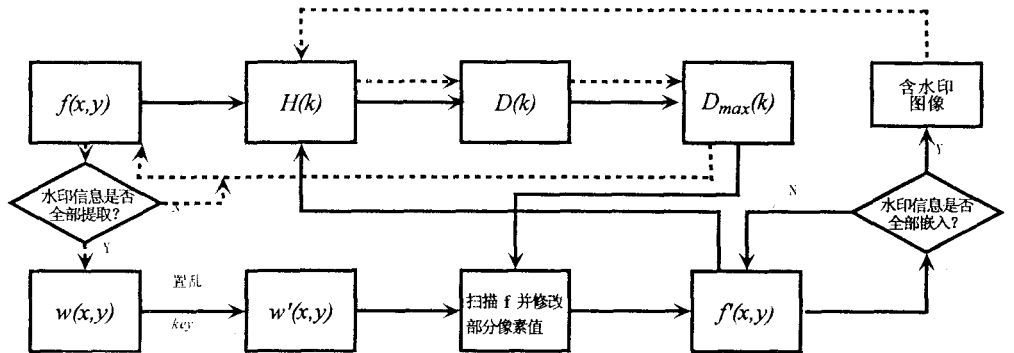 f(x,y)
H(k)
D(k)
Dmax(k)
含水印
图像
Y
水印信息是否
全部提取？
N
N
水印信息是否
全部嵌入？
Y
置乱
w(x,y)
key
w'(x,y)
扫描 f 并修改
部分像素值
f'(x,y)